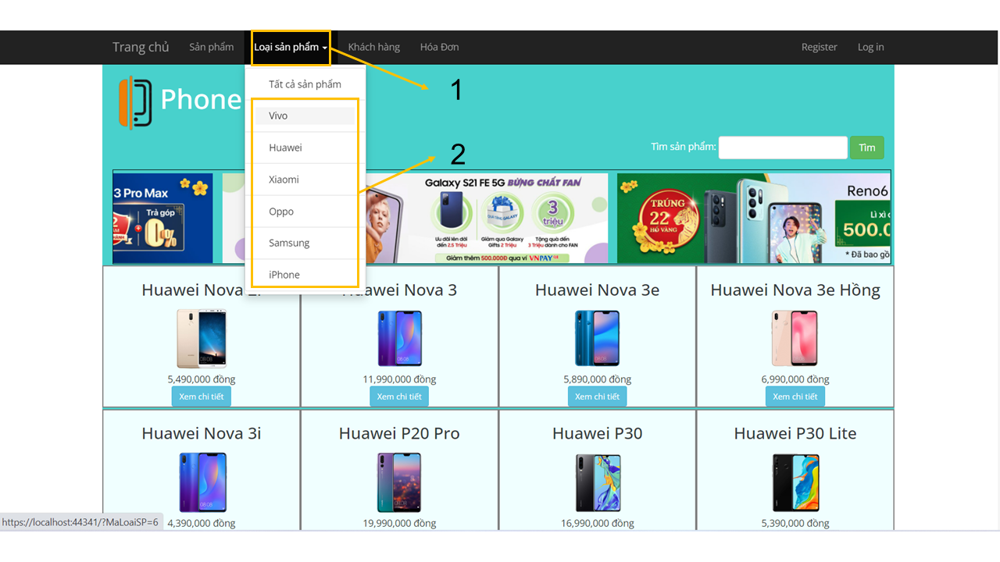 Trang chủ Sản phẩm Loại sản phẩm Khách hàng Hóa Đơn Register Log in
Tất cả sản phẩm
1
Phone
Vivo
Huawei
Tìm sản phẩm: Tìm
2
Xiaomi
Oppo
Samsung
iPhone
3 Pro Max
Trả góp
0%
Galaxy S21 FE 5G BỪNG CHẤT FAN
3
triệu
Ưu đãi lên đời
đến 2.5 Triệu
Giảm qua Galaxy
Gifts 2 Triệu
Tặng quà đến
3 Triệu dành cho FAN
Giảm thêm 500.000Đ qua ví VNPAY
TRÚNG
22
HỔ VÀNG
Reno6
Lì xì
500.0
* Đã bao gồ
Huawei Nova Huawei Nova 3 Huawei Nova 3e Huawei Nova 3e Hồng
5,490,000 đồng 11,990,000 đồng 5,890,000 đồng 6,990,000 đồng
Xem chi tiết Xem chi tiết Xem chi tiết Xem chi tiết
Huawei Nova 3i Huawei P20 Pro Huawei P30 Huawei P30 Lite
4,390,000 đồng 19,990,000 đồng 16,990,000 đồng 5,390,000 đồng
https://localhost:44341/?MaLoaiSP=6